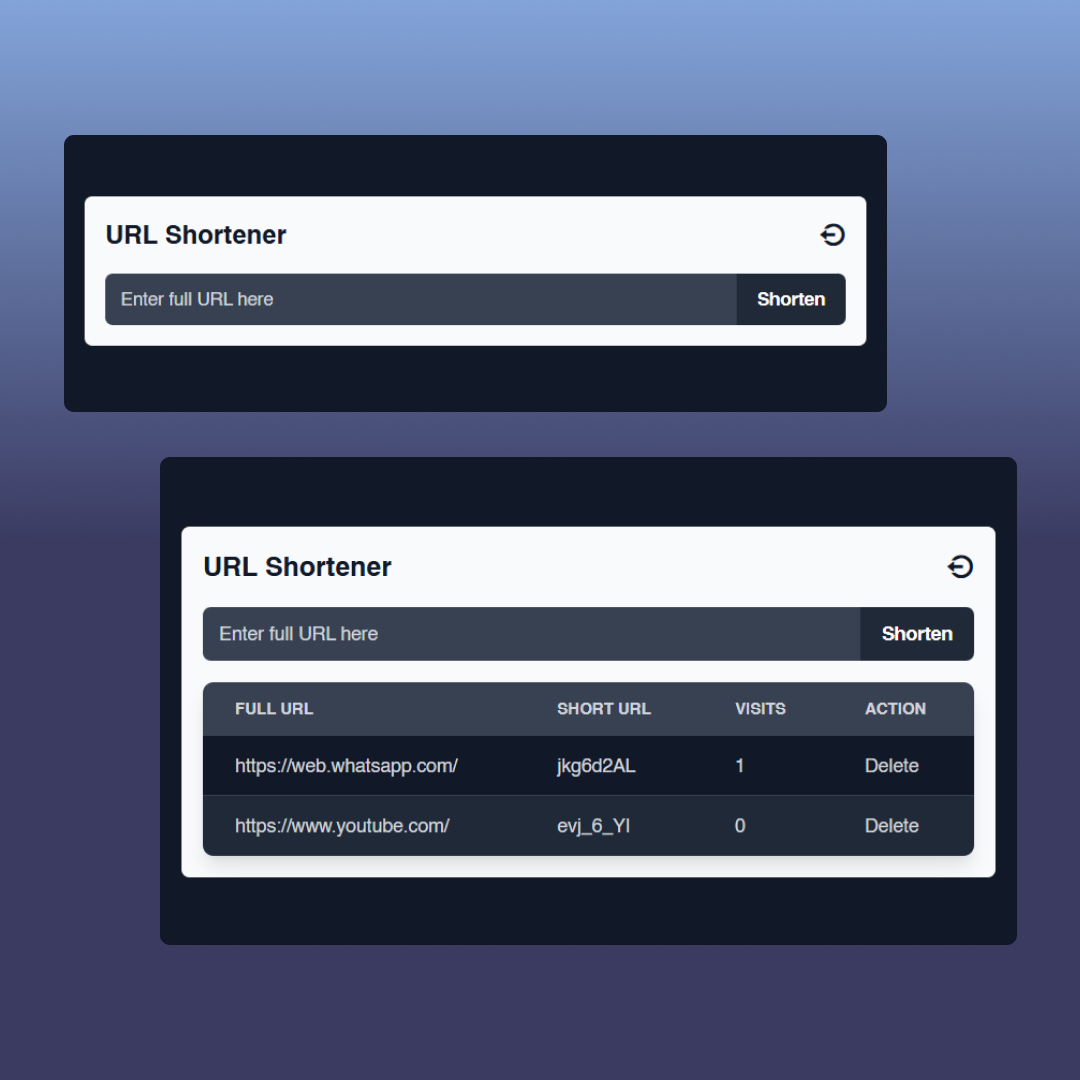 URL Shortener
Enter full URL here Shorten
URL Shortener
Enter full URL here Shorten
FULL URL SHORT URL VISITS ACTION
https://web.whatsapp.com/ jkg6d2AL 1 Delete
https://www.youtube.com/ evj_6_YI 0 Delete